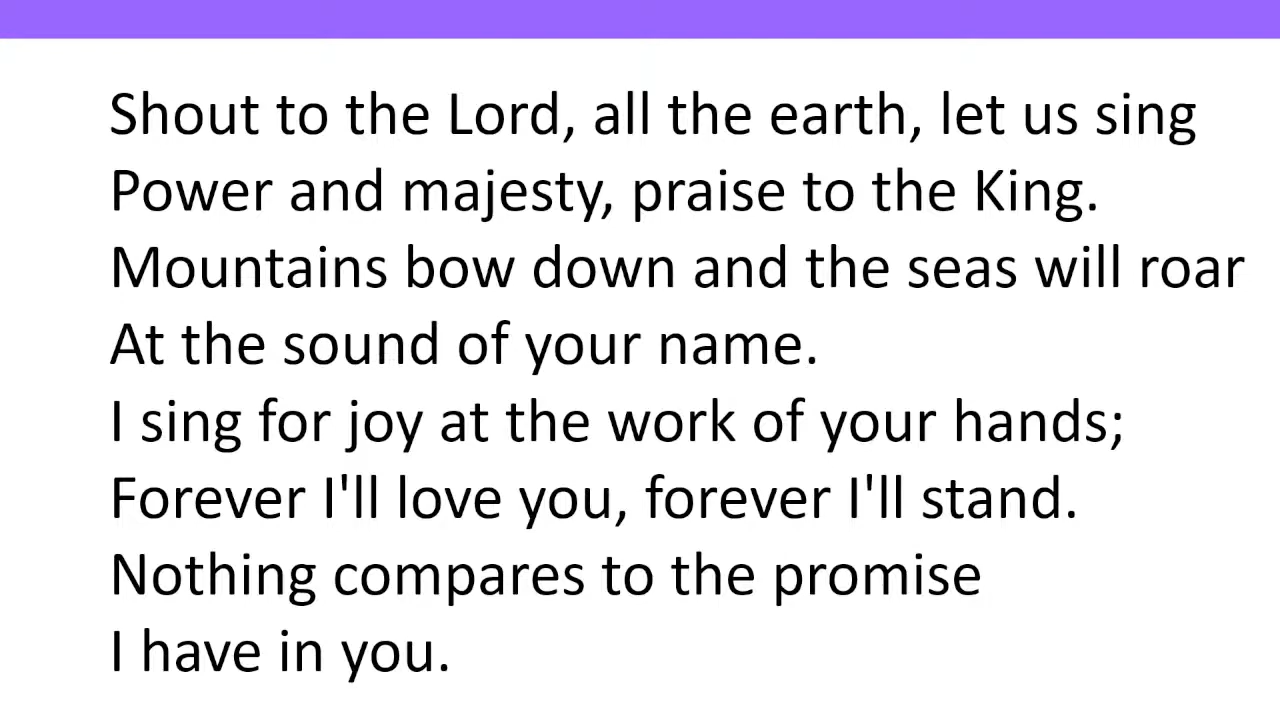 Shout to the Lord, all the earth, let us sing
Power and majesty, praise to the King.
Mountains bow down and the seas will roar
At the sound of your name.
I sing for joy at the work of your hands;
Forever I'll love you, forever I'll stand.
Nothing compares to the promise
I have in you.